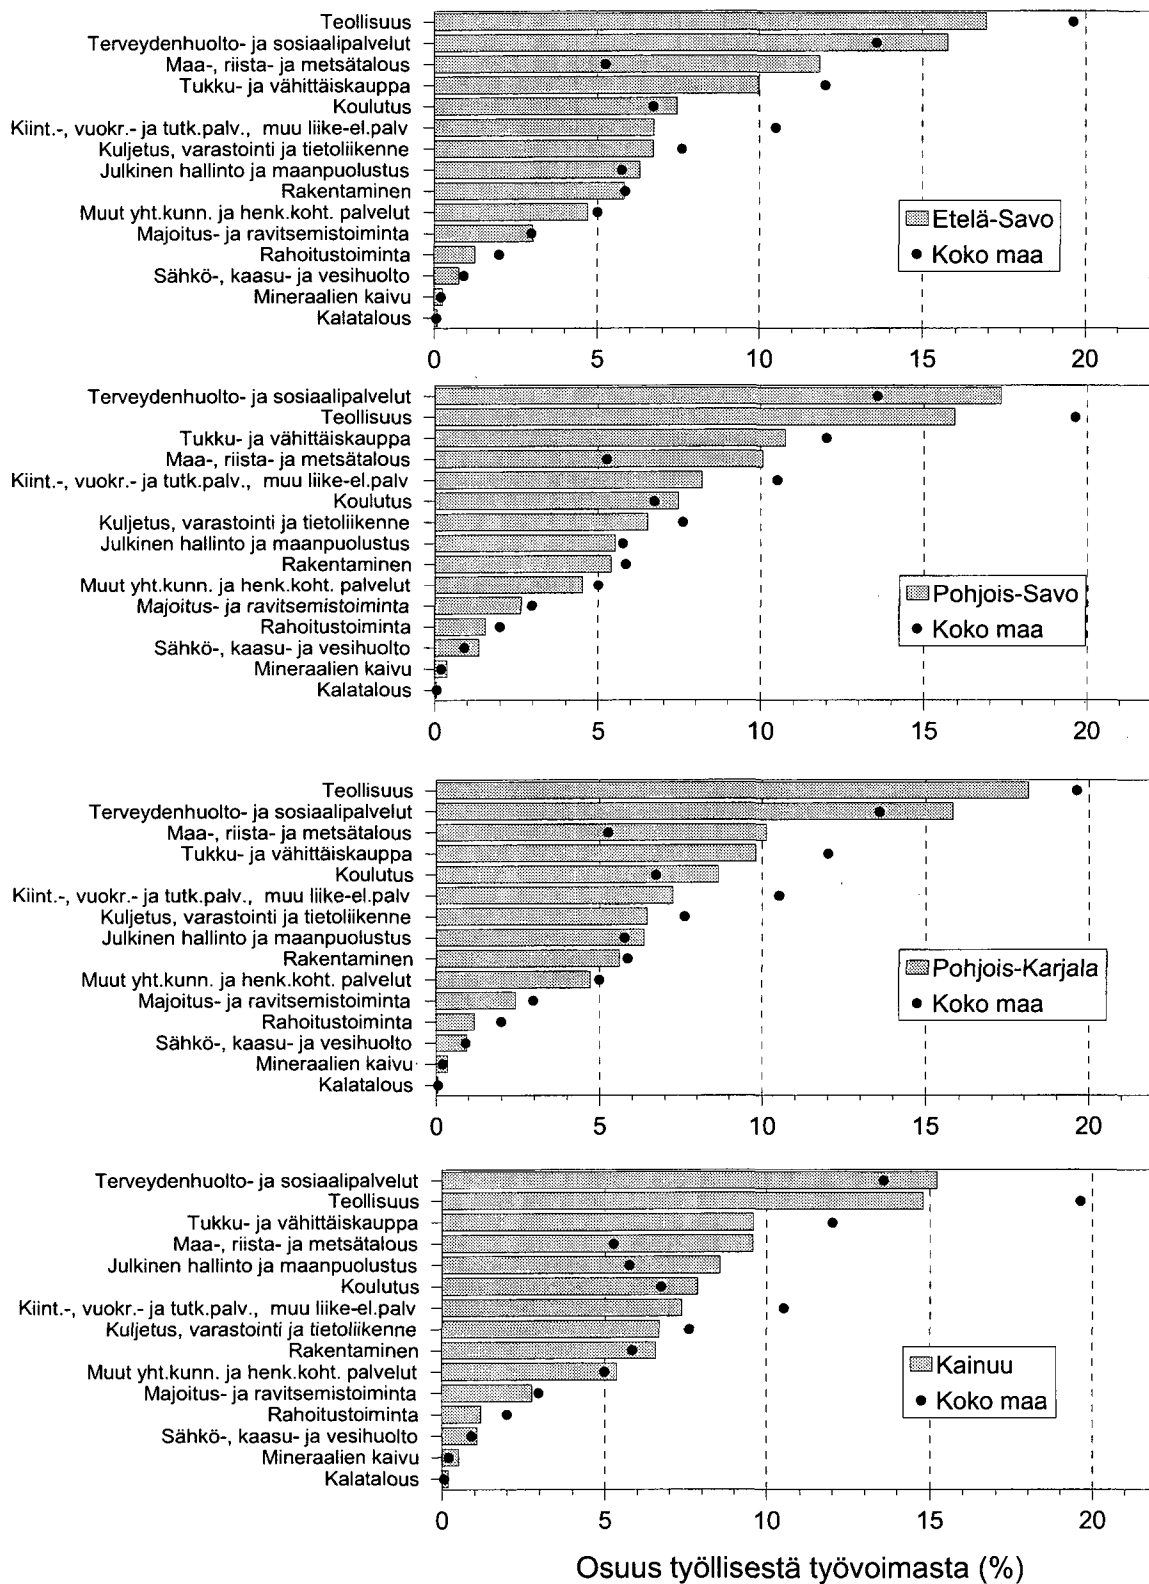 Teollisuus
Terveydenhuolto- ja sosiaalipalvelut
Maa-, riista- ja metsätalous
Tukku- ja vähittäiskauppa
Koulutus
Kiint.-, vuokr.- ja tutk.palv., muu liike-el.palv
Kuljetus, varastointi ja tietoliikenne
Julkinen hallinto ja maanpuolustus
Rakentaminen
Muut yht.kunn. ja henk.koht. palvelut
Majoitus- ja ravitsemistoiminta
Rahoitustoiminta
Sähkö-, kaasu- ja vesihuolto
Mineraalien kaivu
Kalatalous
Etelä-Savo
Koko maa
0 5 10 15 20
Terveydenhuolto- ja sosiaalipalvelut
Teollisuus
Tukku- ja vähittäiskauppa
Maa-, riista- ja metsätalous
Kiint.-, vuokr.- ja tutk.palv., muu liike-el.palv
Koulutus
Kuljetus, varastointi ja tietoliikenne
Julkinen hallinto ja maanpuolustus
Rakentaminen
Muut yht.kunn. ja henk.koht. palvelut
Majoitus- ja ravitsemistoiminta
Rahoitustoiminta
Sähkö-, kaasu- ja vesihuolto
Mineraalien kaivu
Kalatalous
Pohjois-Savo
Koko maa
0 5 10 15 20
Teollisuus
Terveydenhuolto- ja sosiaalipalvelut
Maa-, riista- ja metsätalous
Tukku- ja vähittäiskauppa
Koulutus
Kiint.-, vuokr.- ja tutk.palv., muu liike-el.palv
Kuljetus, varastointi ja tietoliikenne
Julkinen hallinto ja maanpuolustus
Rakentaminen
Muut yht.kunn. ja henk.koht. palvelut
Majoitus- ja ravitsemistoiminta
Rahoitustoiminta
Sähkö-, kaasu- ja vesihuolto
Mineraalien kaivu
Kalatalous
Pohjois-Karjala
Koko maa
0 5 10 15 20
Terveydenhuolto- ja sosiaalipalvelut
Teollisuus
Tukku- ja vähittäiskauppa
Maa-, riista- ja metsätalous
Julkinen hallinto ja maanpuolustus
Koulutus
Kiint.-, vuokr.- ja tutk.palv., muu liike-el.palv
Kuljetus, varastointi ja tietoliikenne
Rakentaminen
Muut yht.kunn. ja henk.koht. palvelut
Majoitus- ja ravitsemistoiminta
Rahoitustoiminta
Sähkö-, kaasu- ja vesihuolto
Mineraalien kaivu
Kalatalous
Kainuu
Koko maa
0 5 10 15 20
Osuus työllisestä työvoimasta (%)